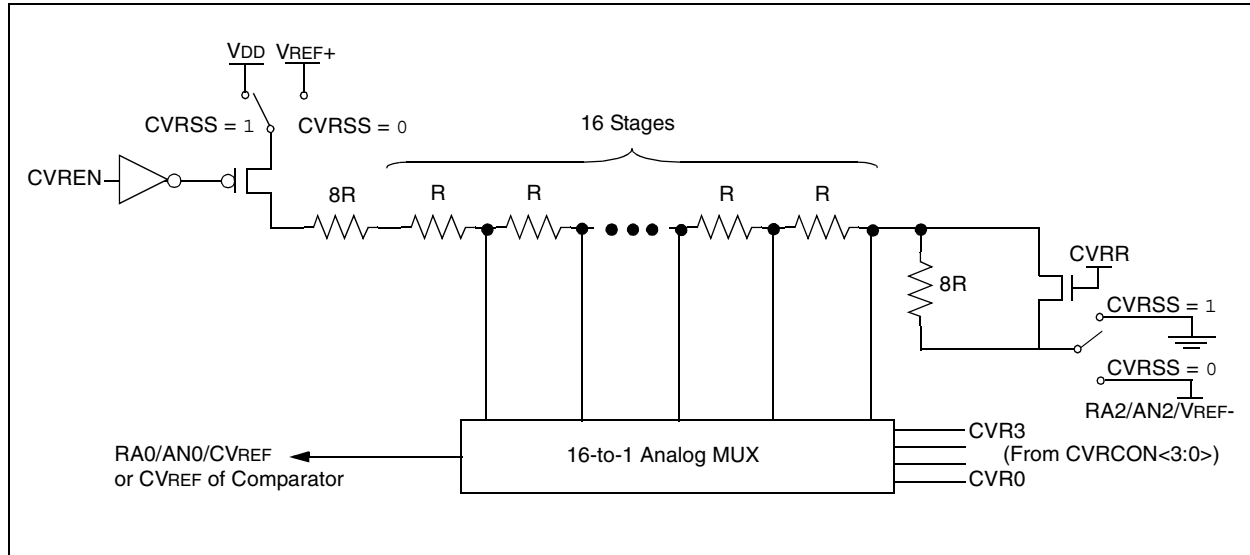 VDD VREF+
CVRSS = 1 CVRSS = 0
16 Stages
CVREN
8R R R R R
CVRR
8R
CVRSS = 1
CVRSS = 0
RA2/AN2/VREF-
RA0/AN0/CVREF
or CVREF of Comparator
16-to-1 Analog MUX
CVR3
(From CVRCON<3:0>)
CVR0